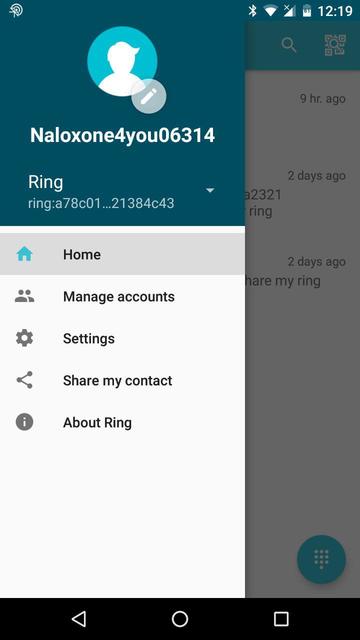 12:19
Naloxone4you06314
Ring
ring:a78c01...21384c43
Home
Manage accounts
Settings
Share my contact
About Ring
9 hr. ago
2 days ago
a2321
ring
2 days ago
hare my ring